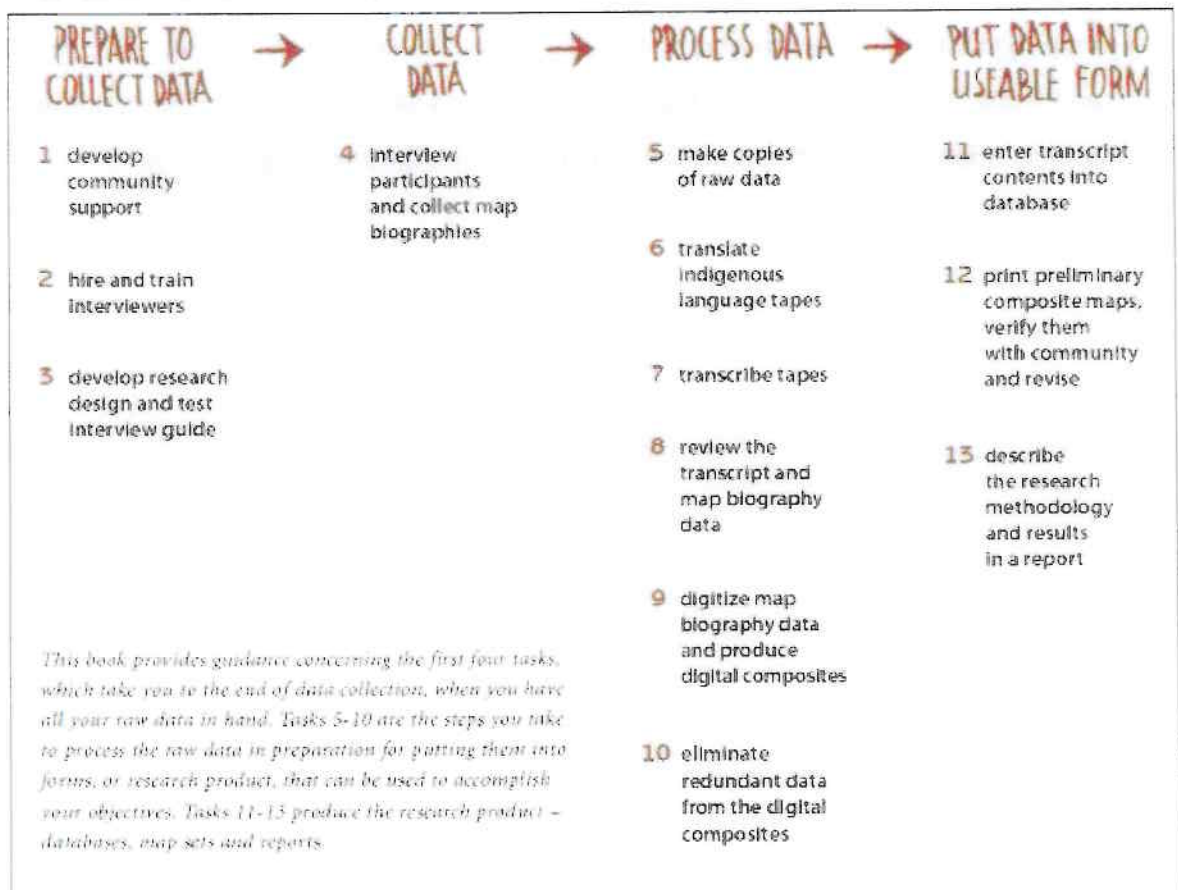 PREPARE TO
COLLECT DATA
→
COLLECT
DATA
→
PROCESS DATA
→
PUT DATA INTO
USEABLE FORM
1 develop
community
support
2 hire and train
interviewers
3 develop research
design and test
interview guide
4 interview
participants
and collect map
biographies
5 make copies
of raw data
6 translate
indigenous
language tapes
7 transcribe tapes
8 review the
transcript and
map biography
data
9 digitize map
biography data
and produce
digital composites
10 eliminate
redundant data
from the digital
composites
11 enter transcript
contents into
database
12 print preliminary
composite maps,
verify them
with community
and revise
13 describe
the research
methodology
and results
in a report
This book provides guidance concerning the first four tasks,
which take you to the end of data collection, when you have
all your raw data in hand. Tasks 5-10 are the steps you take
to process the raw data in preparation for putting them into
forms, or research product, that can be used to accomplish
your objectives. Tasks 11-13 produce the research product –
databases, map sets and reports.